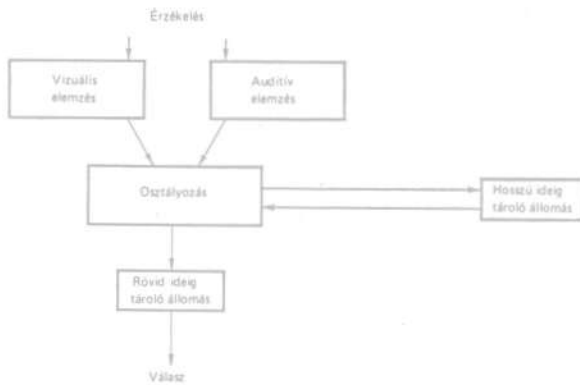 Érzékelés
Vizuális
elemzés
Auditív
elemzés
Osztályozás
Hosszú ideig
tároló állomás
Rövid ideig
tároló állomás
Válasz